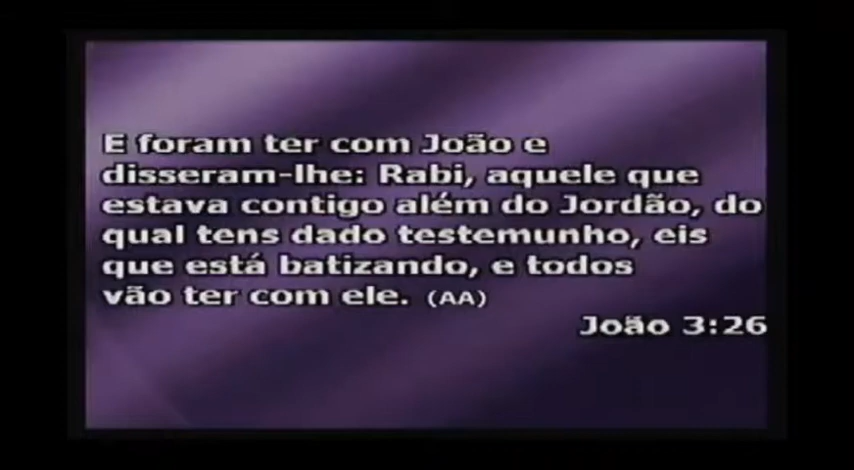 E foram ter com João e
disseram-lhe: Rabi, aquele que
estava contigo além do Jordão, do
qual tens dado testemunho, eis
que está batizando, e todos
vão ter com ele. (AA)
João 3:26